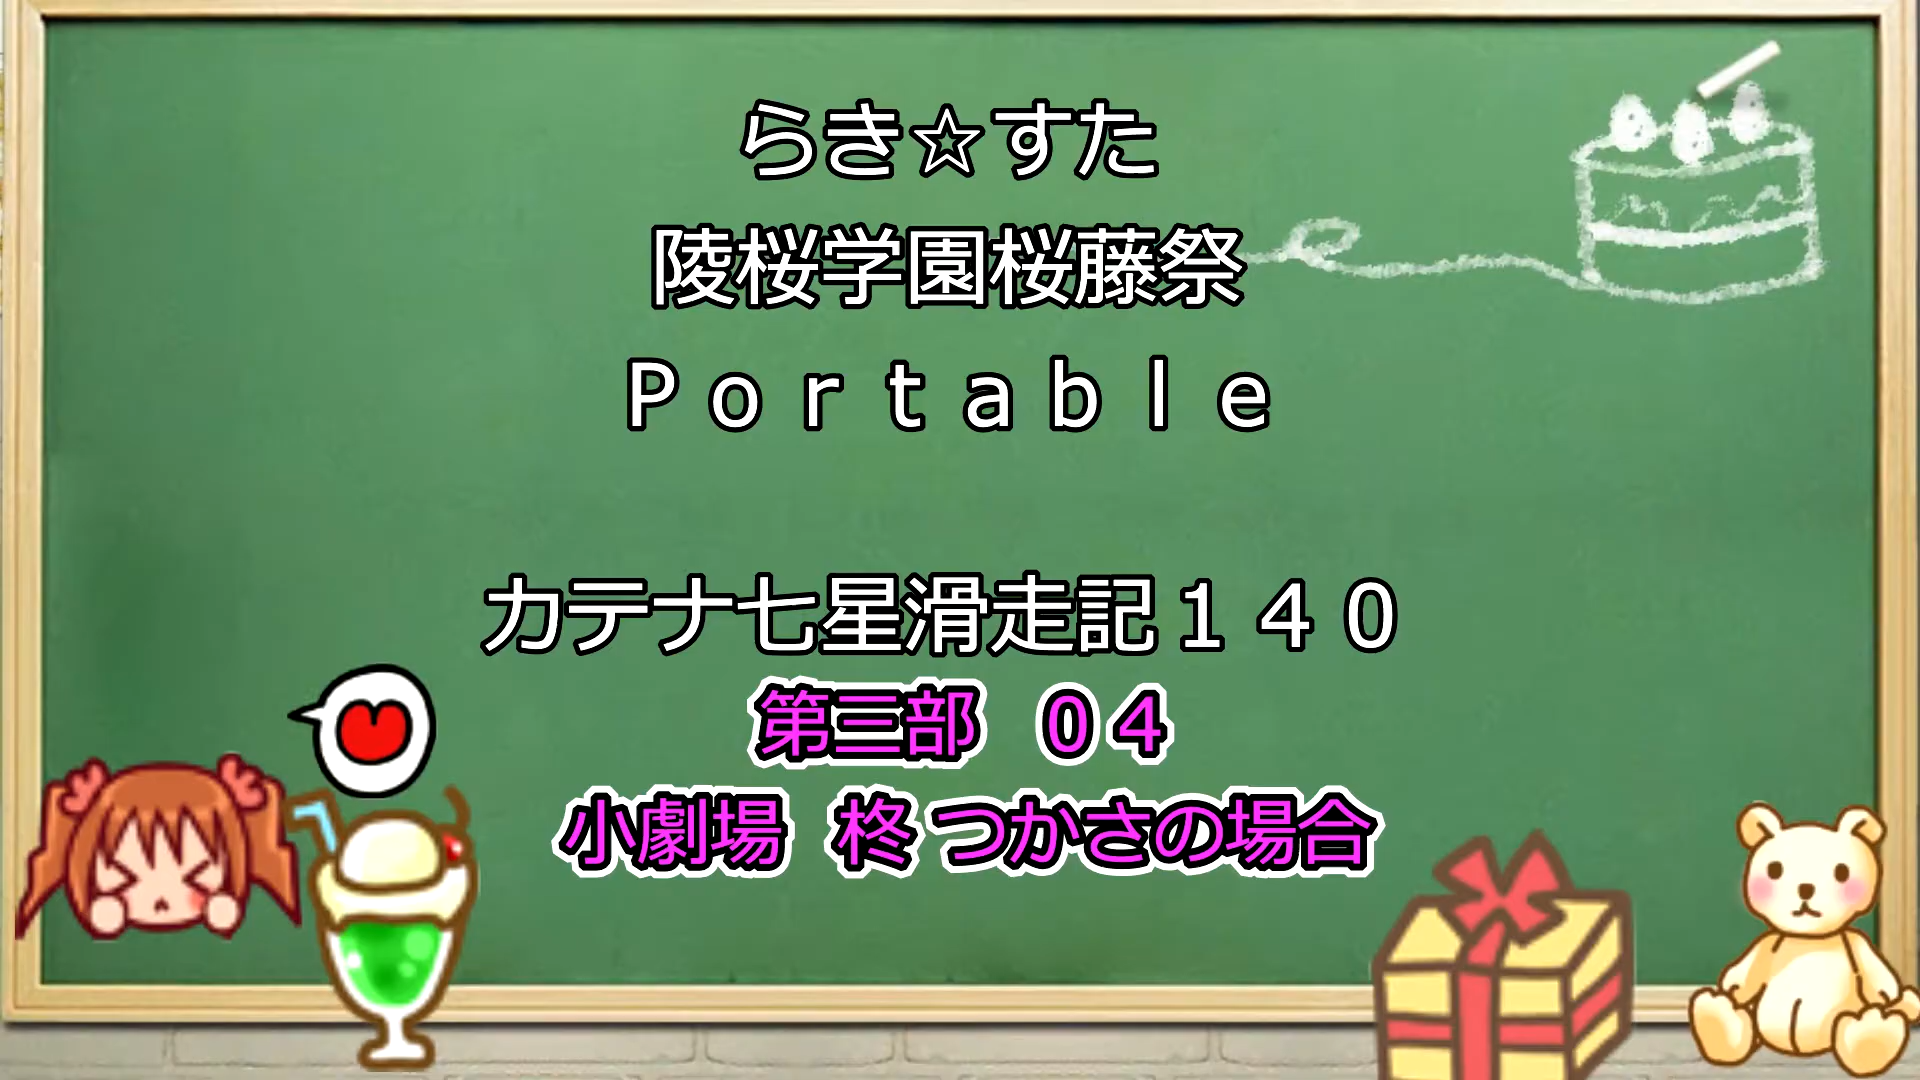 らき☆すた
陵桜学園桜藤祭
Ｐｏｒｔａｂｌｅ
カテナ七星滑走記１４０
第三部　０４
小劇場　柊 つかさの場合